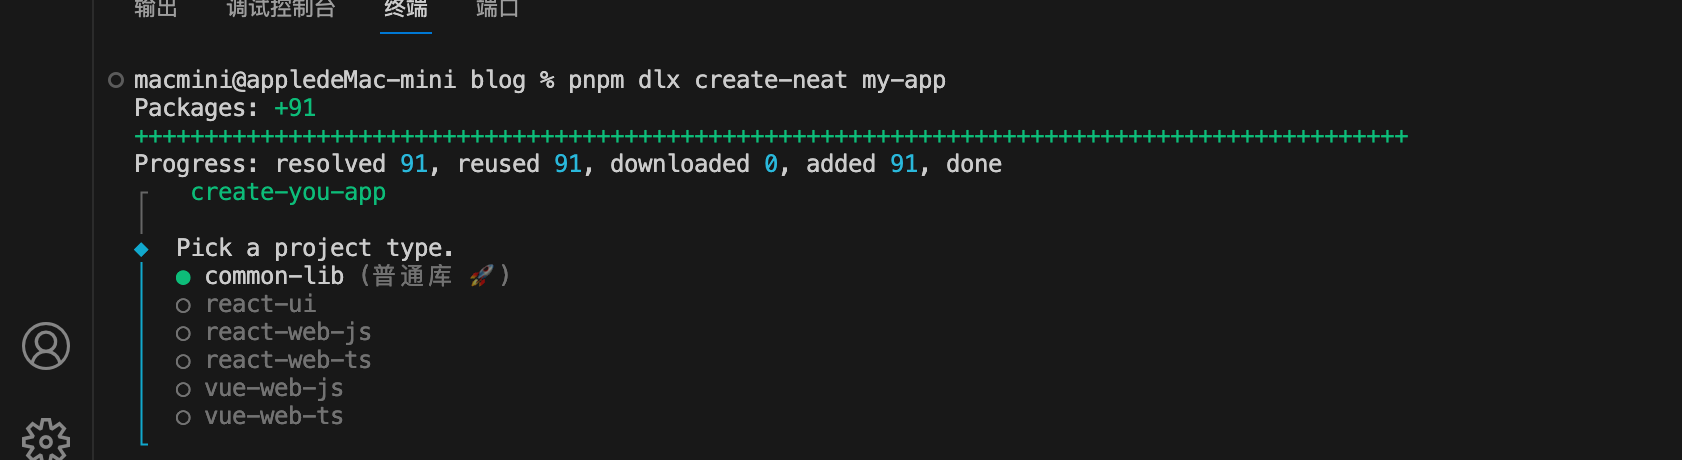 输出 调试控制台 终端 端口
macmini@appledeMac-mini blog % pnpm dlx create-neat my-app
Packages: +91
+++++++++++++++++++++++++++++++++++++++++++++++++++++++++++++++++++++++++++++++++++++++++++
Progress: resolved 91, reused 91, downloaded 0, added 91, done
create-you-app
Pick a project type.
common-lib (普通库 🚀)
react-ui
react-web-js
react-web-ts
vue-web-js
vue-web-ts